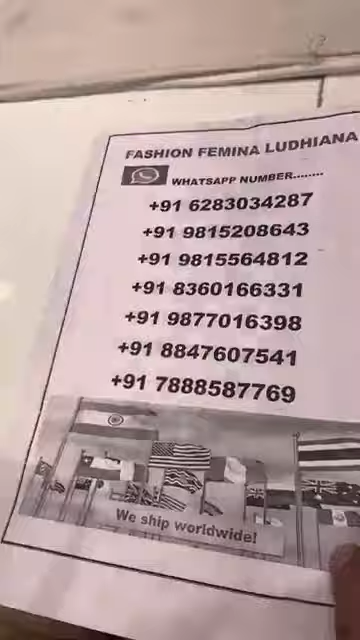 FASHION FEMINA LUDHIANA
WHATSAPP NUMBER........
+91 6283034287
+91 9815208643
+91 9815564812
+91 8360166331
+91 9877016398
+91 8847607541
+91 7888587769
We ship worldwide!